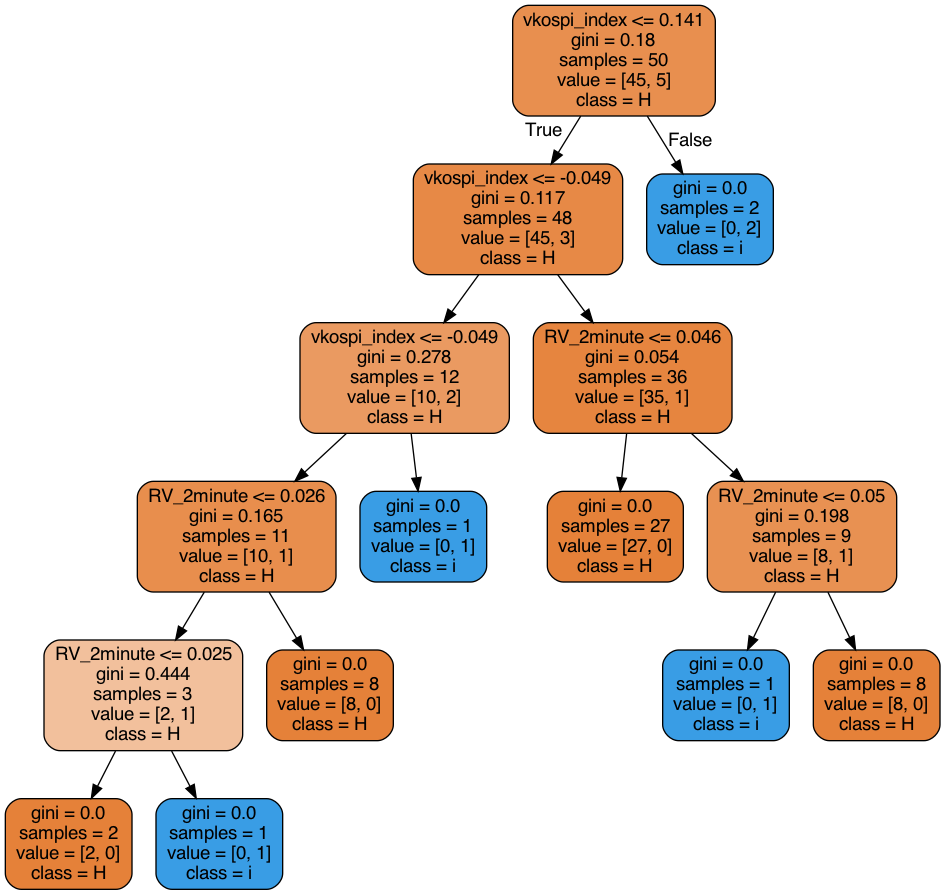 vkospi_index <= 0.141
gini = 0.18
samples = 50
value = [45, 5]
class = H
True
False
vkospi_index <= -0.049
gini = 0.117
samples = 48
value = [45, 3]
class = H
gini = 0.0
samples = 2
value = [0, 2]
class = i
vkospi_index <= -0.049
gini = 0.278
samples = 12
value = [10, 2]
class = H
RV_2minute <= 0.046
gini = 0.054
samples = 36
value = [35, 1]
class = H
RV_2minute <= 0.026
gini = 0.165
samples = 11
value = [10, 1]
class = H
gini = 0.0
samples = 1
value = [0, 1]
class = i
gini = 0.0
samples = 27
value = [27, 0]
class = H
RV_2minute <= 0.05
gini = 0.198
samples = 9
value = [8, 1]
class = H
RV_2minute <= 0.025
gini = 0.444
samples = 3
value = [2, 1]
class = H
gini = 0.0
samples = 8
value = [8, 0]
class = H
gini = 0.0
samples = 1
value = [0, 1]
class = i
gini = 0.0
samples = 8
value = [8, 0]
class = H
gini = 0.0
samples = 2
value = [2, 0]
class = H
gini = 0.0
samples = 1
value = [0, 1]
class = i